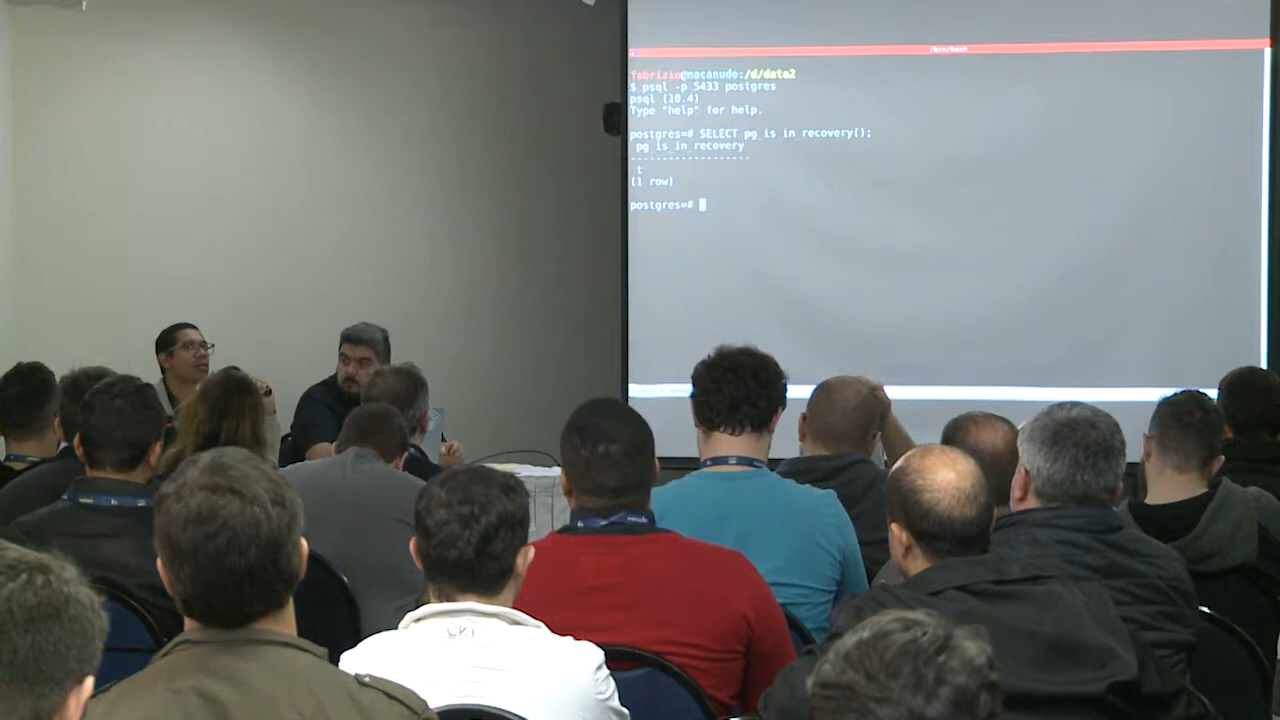 /bin/bash
fabrizio@macanudo:/d/data2
$ psql -p 5433 postgres
psql (10.4)
Type "help" for help.
postgres=# SELECT pg_is_in_recovery();
pg_is_in_recovery
-------------------
t
(1 row)
postgres=#